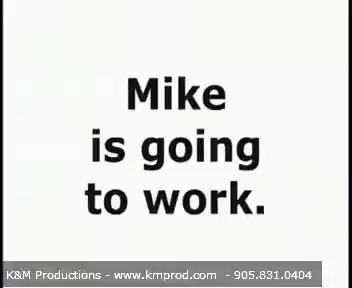 Mike
is going
to work.
K&M Productions - www.kmprod.com - 905.831.0404